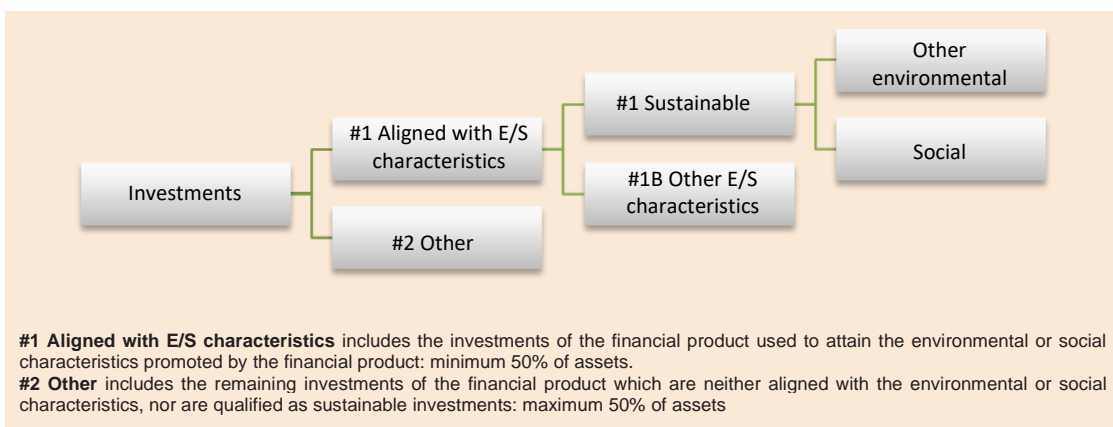 Other
environmental
#1 Sustainable
#1 Aligned with E/S
characteristics
Social
Investments
#1B Other E/S
characteristics
#2 Other
#1 Aligned with E/S characteristics includes the investments of the financial product used to attain the environmental or social
characteristics promoted by the financial product: minimum 50% of assets.
#2 Other includes the remaining investments of the financial product which are neither aligned with the environmental or social
characteristics, nor are qualified as sustainable investments: maximum 50% of assets